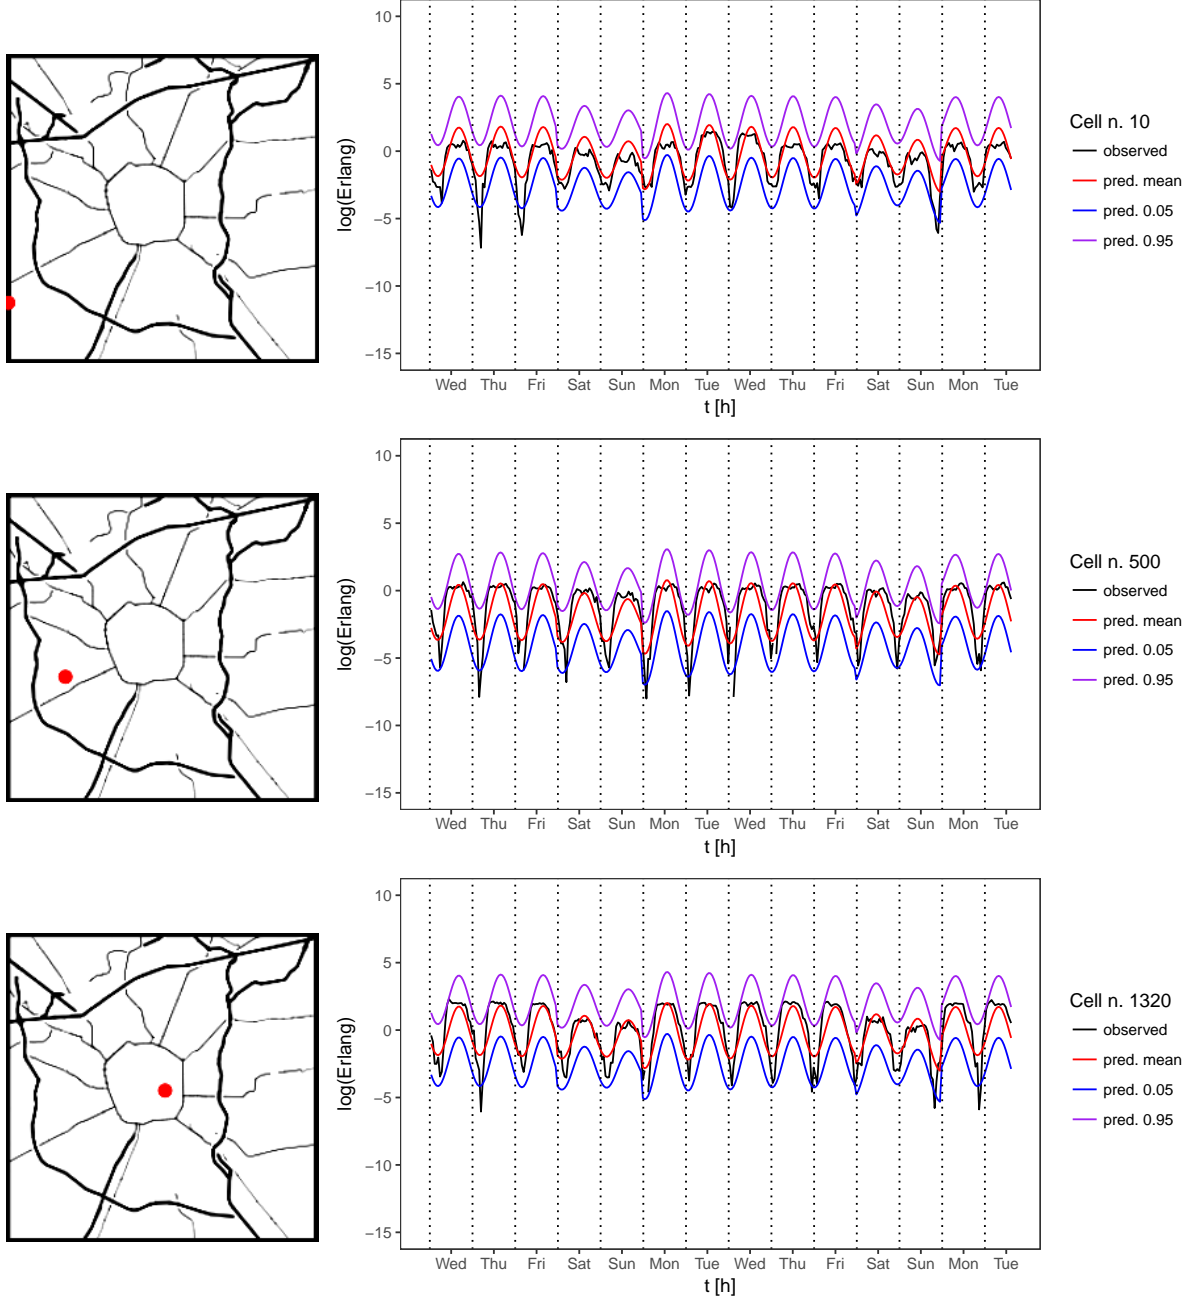 10
5
0
−5
−10
−15
log(Erlang)
Wed Thu Fri Sat Sun Mon Tue Wed Thu Fri Sat Sun Mon Tue
t [h]
Cell n. 10
observed
pred. mean
pred. 0.05
pred. 0.95
10
5
0
−5
−10
−15
log(Erlang)
Wed Thu Fri Sat Sun Mon Tue Wed Thu Fri Sat Sun Mon Tue
t [h]
Cell n. 500
observed
pred. mean
pred. 0.05
pred. 0.95
10
5
0
−5
−10
−15
log(Erlang)
Wed Thu Fri Sat Sun Mon Tue Wed Thu Fri Sat Sun Mon Tue
t [h]
Cell n. 1320
observed
pred. mean
pred. 0.05
pred. 0.95